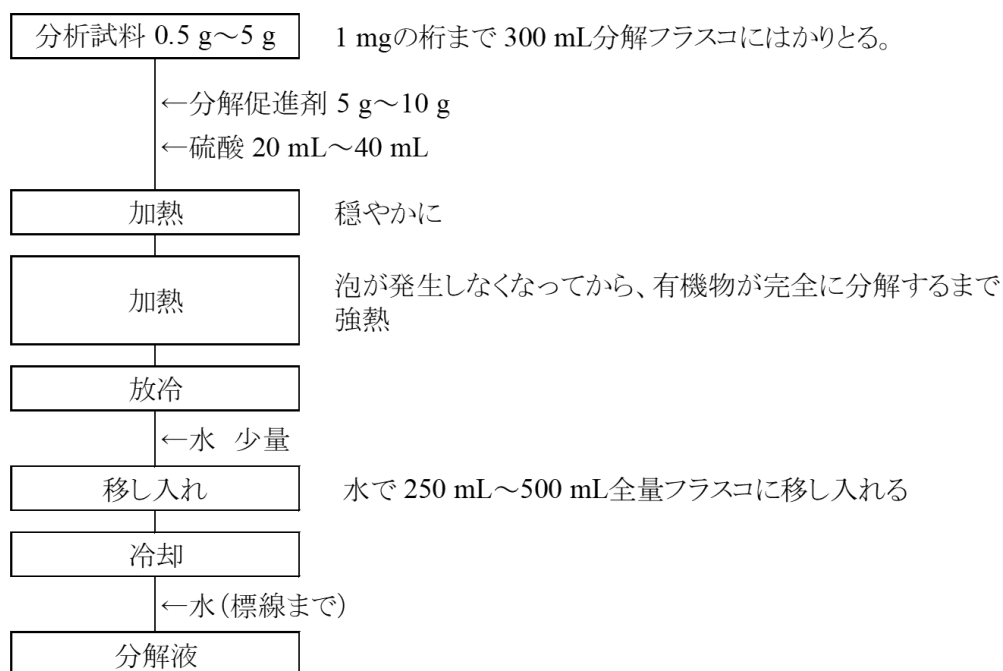 分析試料 0.5 g～5 g
1 mgの桁まで 300 mL分解フラスコにはかりとる。
←分解促進剤 5 g～10 g
←硫酸 20 mL～40 mL
加熱
穏やかに
加熱
泡が発生しなくなってから、有機物が完全に分解するまで
強熱
放冷
←水 少量
移し入れ
水で 250 mL～500 mL全量フラスコに移し入れる
冷却
←水（標線まで）
分解液